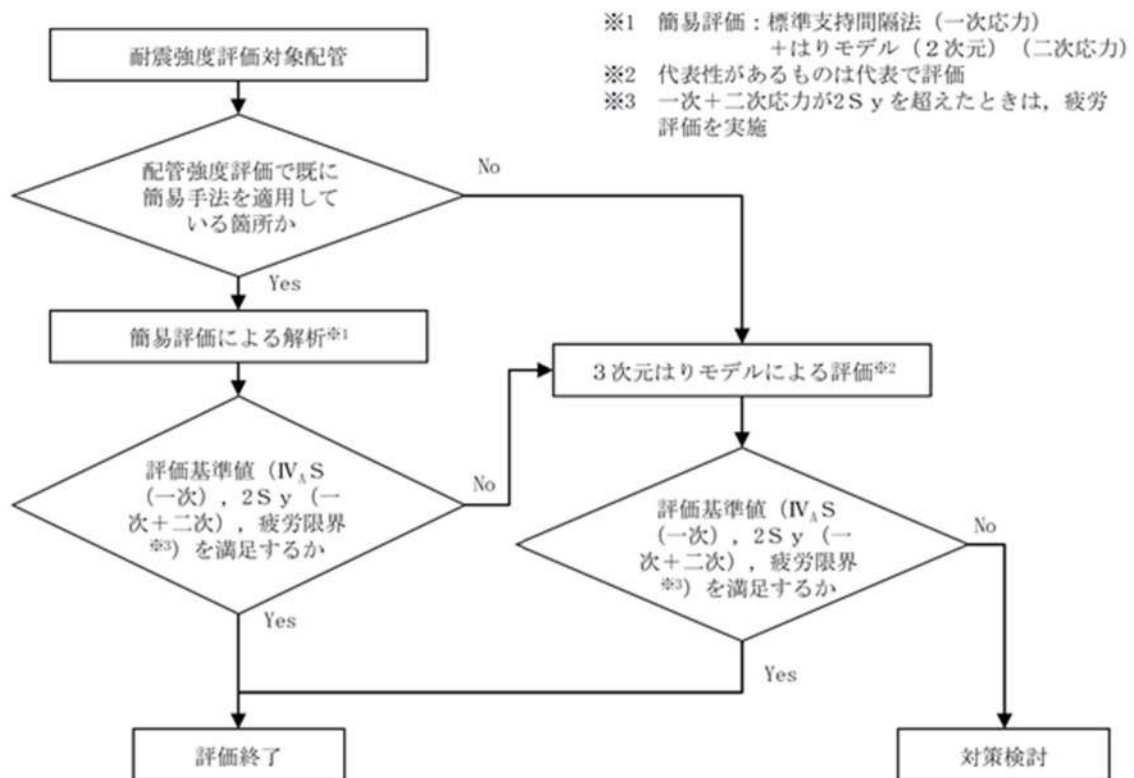 ※1　簡易評価：標準支持間隔法（一次応力）
＋はりモデル（２次元）（二次応力）
※2　代表性があるものは代表で評価
※3　一次＋二次応力が2Ｓｙを超えたときは，疲労
評価を実施
耐震強度評価対象配管
配管強度評価で既に
簡易手法を適用して
いる箇所か
No
Yes
簡易評価による解析※1
３次元はりモデルによる評価※2
評価基準値（ⅣAＳ
（一次），2Ｓｙ（一
次＋二次），疲労限界
※3）を満足するか
No
Yes
評価基準値（ⅣAＳ
（一次），2Ｓｙ（一
次＋二次），疲労限界
※3）を満足するか
No
Yes
評価終了
対策検討